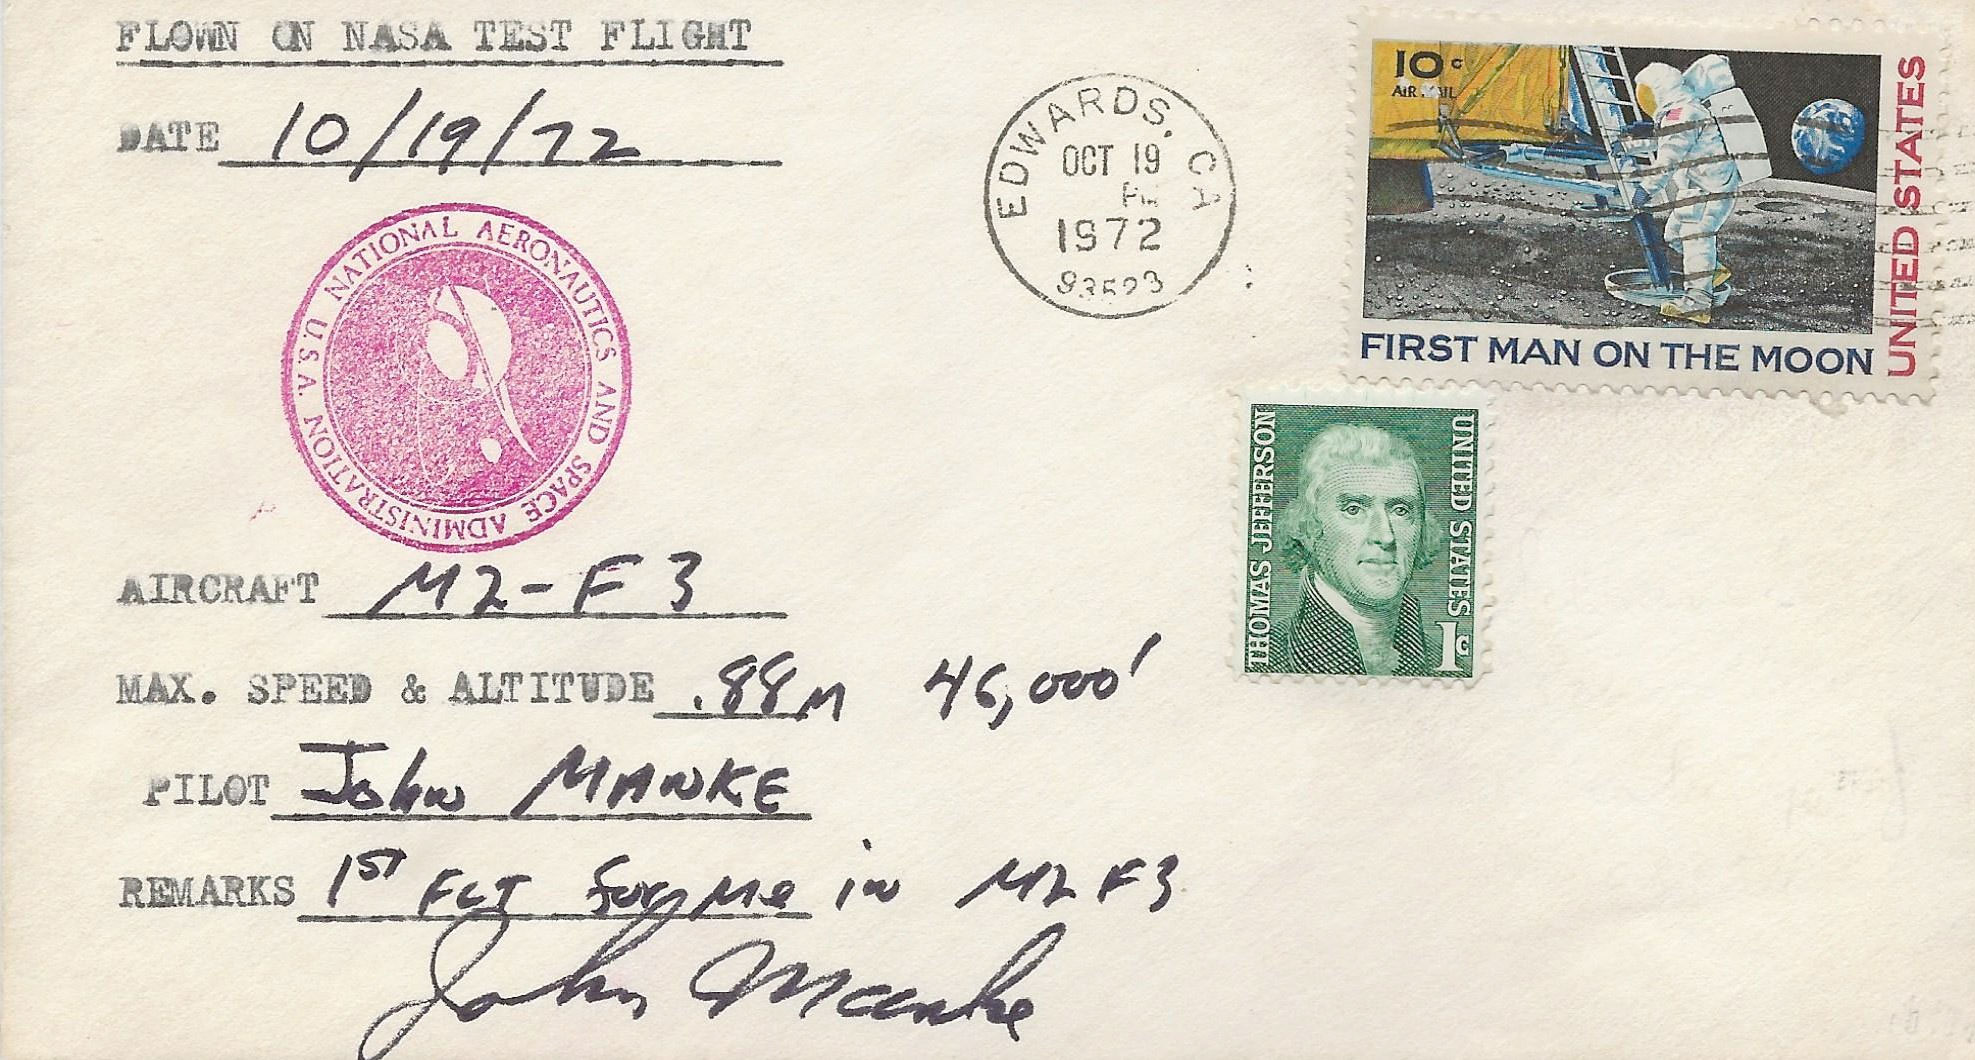 FLOWN ON NASA TEST FLIGHT
DATE 10/19/72
NATIONAL AERONAUTICS AND SPACE ADMINISTRATION U.S.A.
EDWARDS, CA
OCT 19
PM
1972
93523
10c
AIR MAIL
UNITED STATES
FIRST MAN ON THE MOON
THOMAS JEFFERSON
UNITED STATES
1c
AIRCRAFT M2-F3
MAX. SPEED & ALTITUDE .88M 46,000'
PILOT John MANKE
REMARKS 1ST FLT for me in M2F3
John Manke